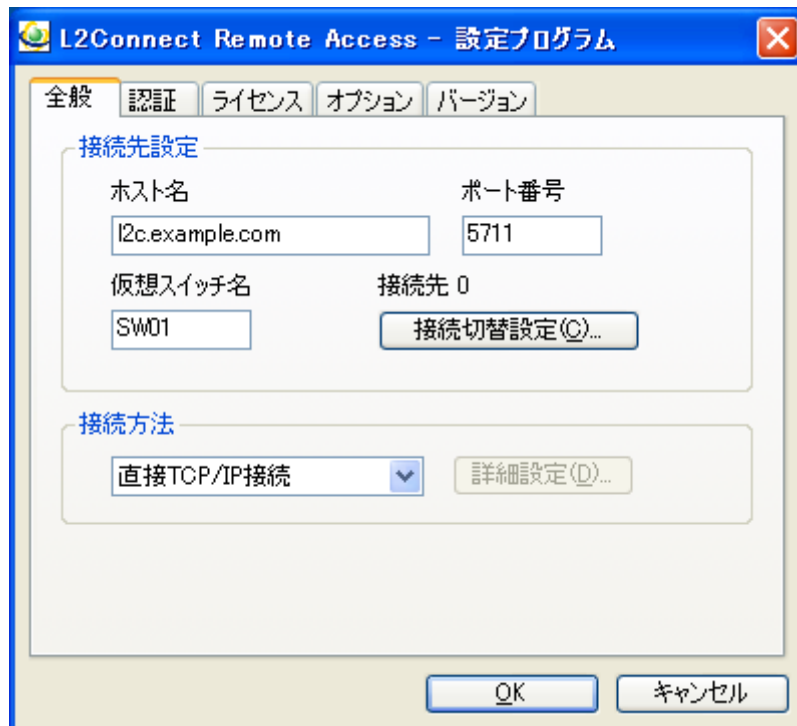 L2Connect Remote Access - 設定プログラム
全般 認証 ライセンス オプション バージョン
接続先設定
ホスト名 ポート番号
l2c.example.com 5711
仮想スイッチ名 接続先 0
SW01 接続切替設定(C)...
接続方法
直接TCP/IP接続 詳細設定(D)...
OK キャンセル